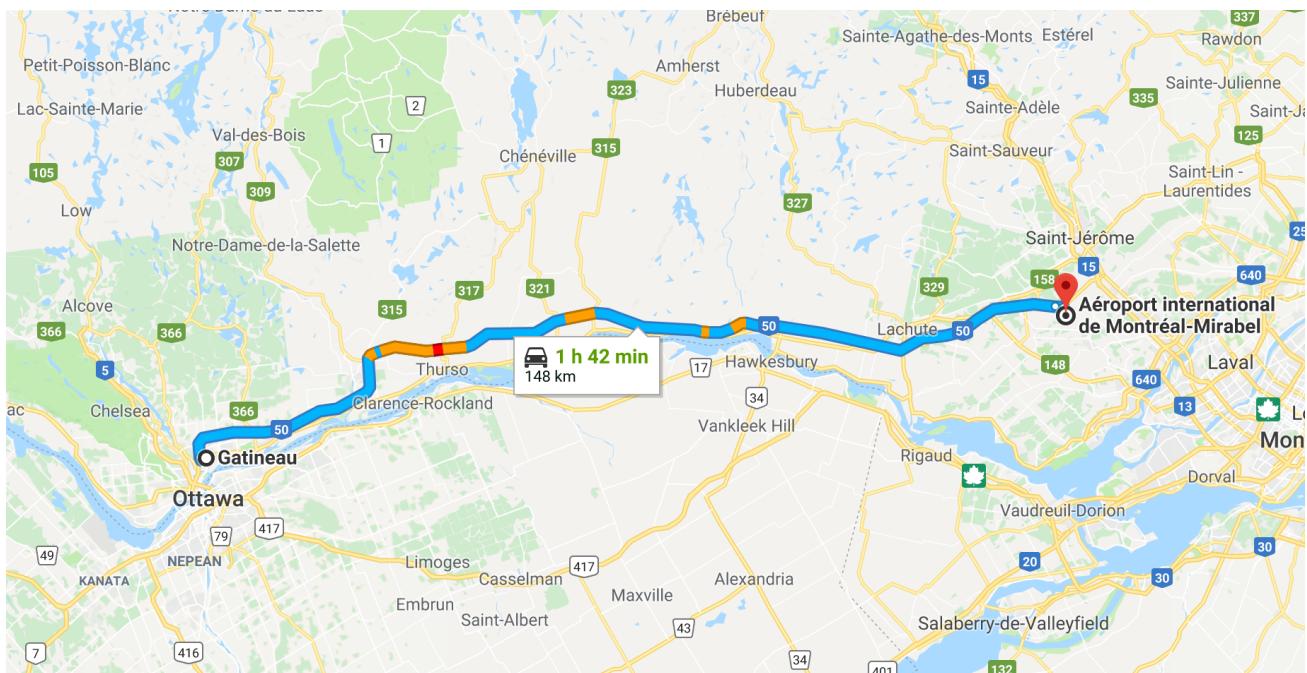 Brébeuf
337
Sainte-Agathe-des-Monts
Estérel
Rawdon
Petit-Poisson-Blanc
Amherst
15
Sainte-Julienne
323
Huberdeau
335
Lac-Sainte-Marie
2
Sainte-Adèle
Val-des-Bois
1
125
315
Chénéville
Saint-Sauveur
307
105
Saint-Lin -
Laurentides
309
327
Low
25
Notre-Dame-de-la-Salette
Saint-Jérôme
15
640
158
321
317
329
Alcove
315
Aéroport international
de Montréal-Mirabel
366
366
50
Lachute
50
1 h 42 min
148 km
Hawkesbury
Laval
Thurso
17
148
5
640
34
Clarence-Rockland
13
Chelsea
366
50
Vankleek Hill
Mon
Gatineau
Rigaud
Dorval
Ottawa
Vaudreuil-Dorion
417
79
30
49
NEPEAN
Limoges
417
20
KANATA
Casselman
Alexandria
30
Maxville
Embrun
Saint-Albert
Salaberry-de-Valleyfield
43
7
416
34
401
132